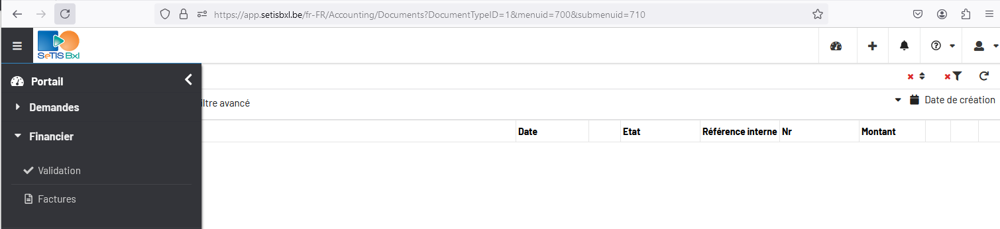 https://app.setisbxl.be/fr-FR/Accounting/Documents?DocumentTypeID=1&menuid=700&submenuid=710
SeTIS Bxl
Portail
Demandes
iltre avancé
Date de création
Date Etat Référence interne Nr Montant
Financier
Validation
Factures